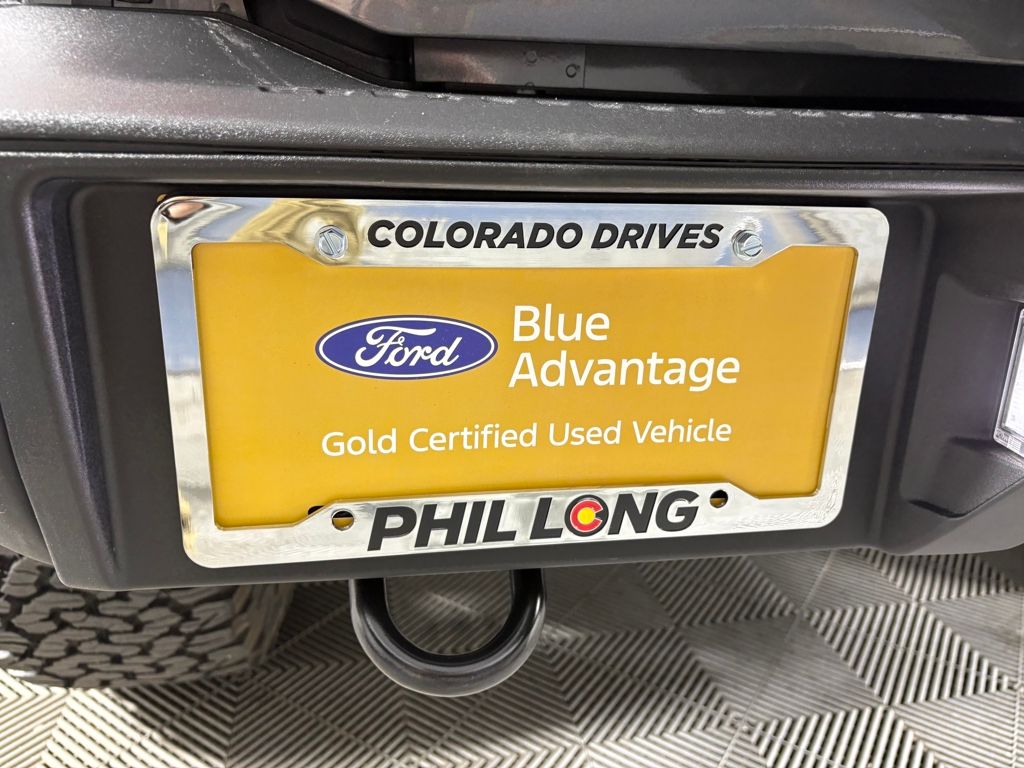 COLORADO DRIVES
Ford
Blue
Advantage
Gold Certified Used Vehicle
PHIL LONG